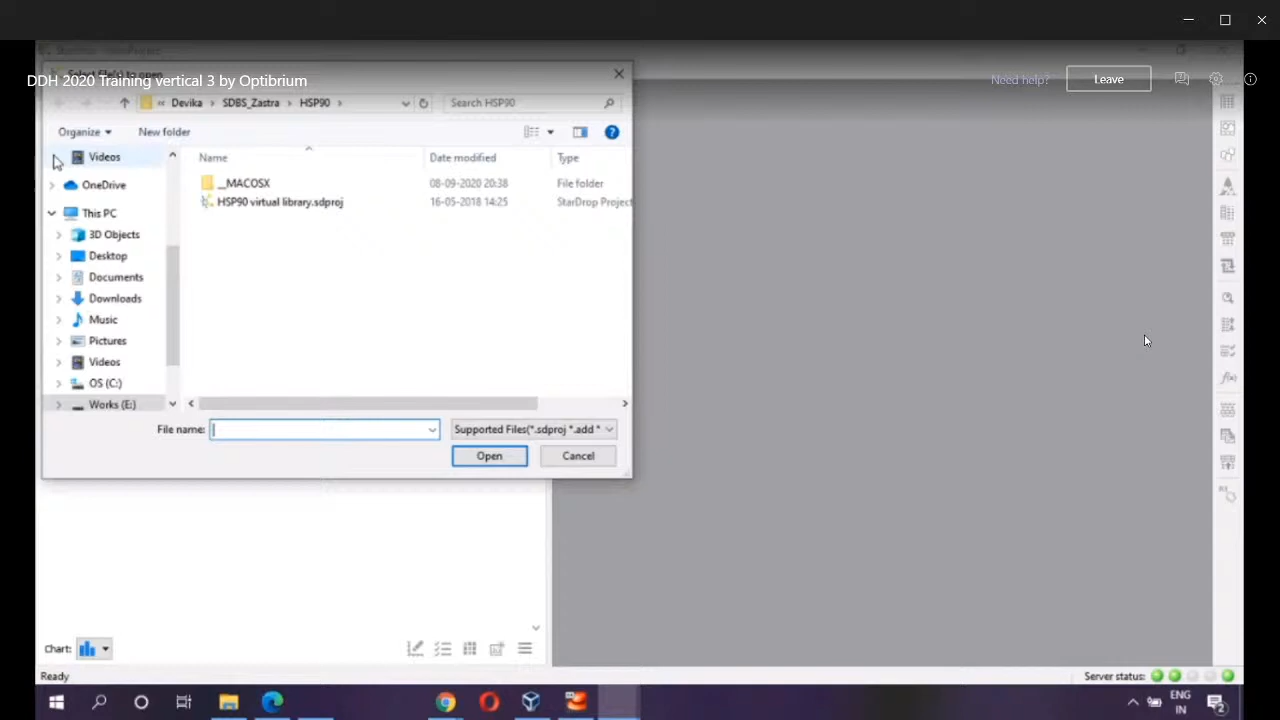 DDH 2020 Training vertical 3 by Optibrium
Need help?
Leave
« Devika > SDBS_Zastra > HSP90 >
Search HSP90
Organize
New folder
Name
Date modified
Type
__MACOSX
08-09-2020 20:38
File folder
HSP90 virtual library.sdproj
16-05-2018 14:25
StarDrop Project
Videos
OneDrive
This PC
3D Objects
Desktop
Documents
Downloads
Music
Pictures
Videos
OS (C:)
Works (E:)
File name:
Supported Files(*.sdproj *.add *
Open
Cancel
Chart:
Ready
Server status:
ENG
IN
2